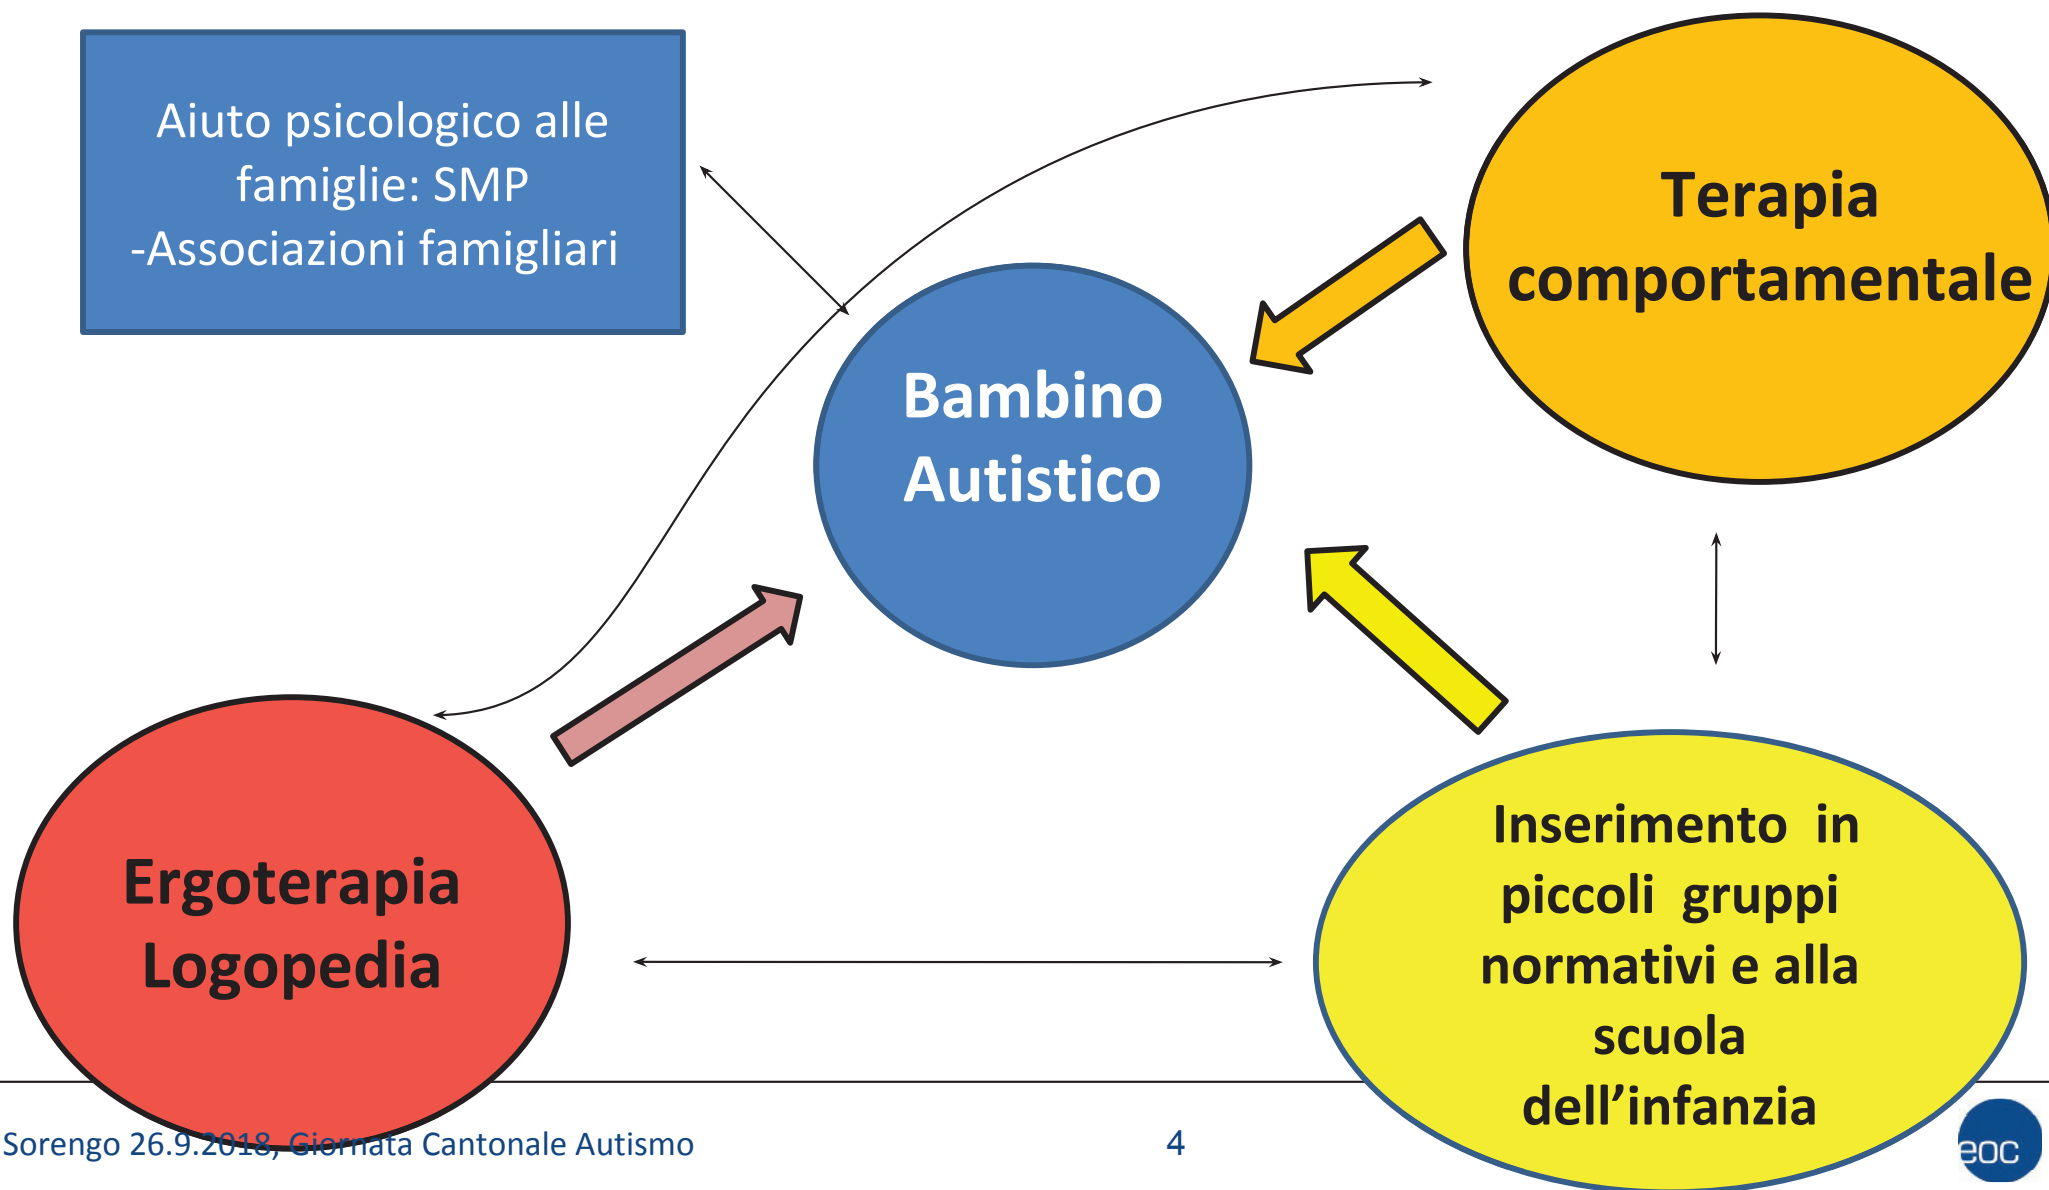 Aiuto psicologico alle
famiglie: SMP
-Associazioni famigliari
Terapia
comportamentale
Bambino
Autistico
Ergoterapia
Logopedia
Inserimento  in
piccoli  gruppi
normativi e alla
scuola
dell’infanzia
Sorengo 26.9.2018, Giornata Cantonale Autismo
4
eoc